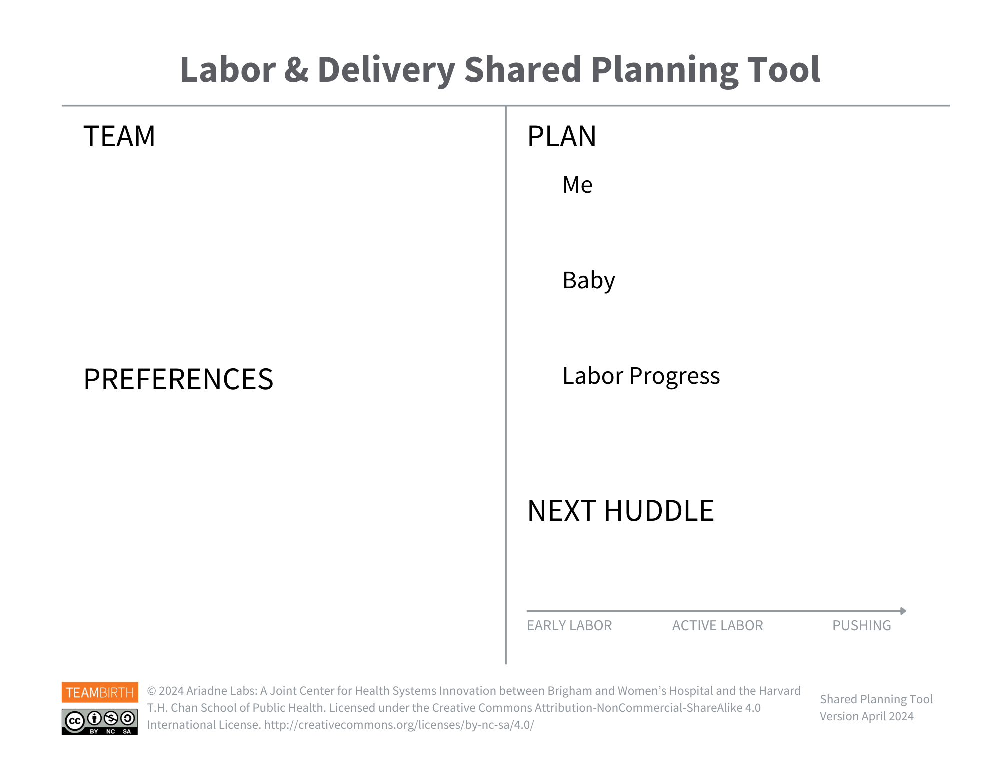 Labor & Delivery Shared Planning Tool
TEAM
PREFERENCES
PLAN
Me
Baby
Labor Progress
NEXT HUDDLE
EARLY LABOR ACTIVE LABOR PUSHING
TEAMBIRTH
cc BY NC SA
© 2024 Ariadne Labs: A Joint Center for Health Systems Innovation between Brigham and Women’s Hospital and the Harvard
T.H. Chan School of Public Health. Licensed under the Creative Commons Attribution-NonCommercial-ShareAlike 4.0
International License. http://creativecommons.org/licenses/by-nc-sa/4.0/
Shared Planning Tool
Version April 2024